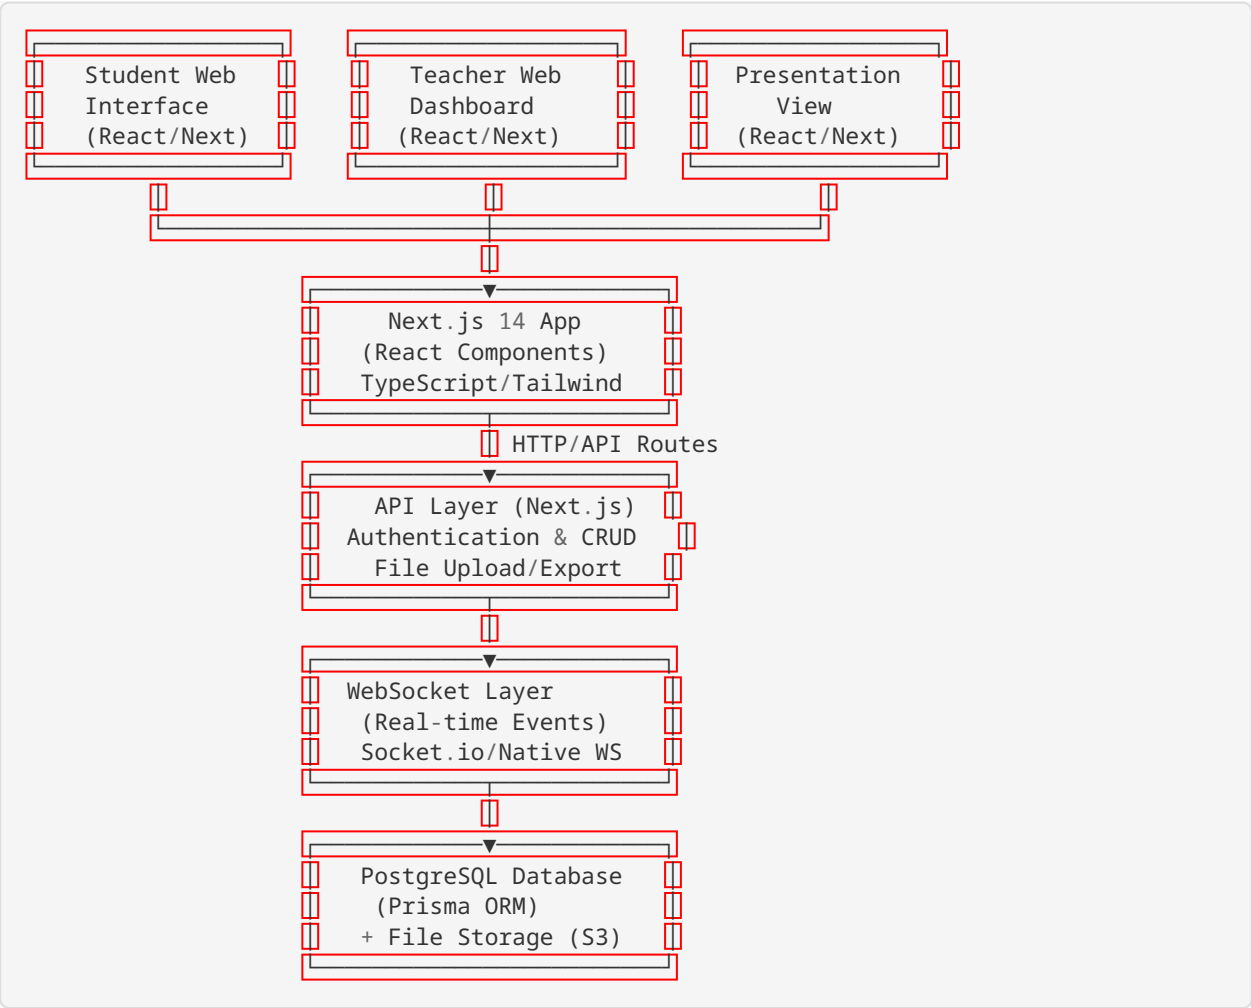 Student Web Teacher Web Presentation
Interface Dashboard View
(React/Next) (React/Next) (React/Next)
Next.js 14 App
(React Components)
TypeScript/Tailwind
HTTP/API Routes
API Layer (Next.js)
Authentication & CRUD
File Upload/Export
WebSocket Layer
(Real-time Events)
Socket.io/Native WS
PostgreSQL Database
(Prisma ORM)
+ File Storage (S3)